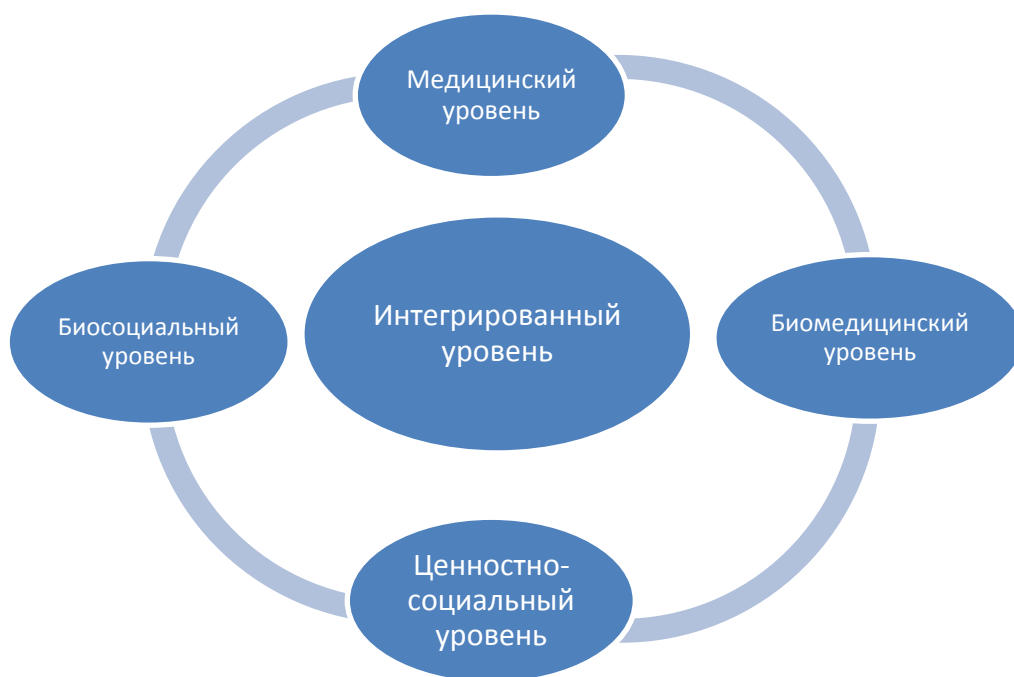 Медицинский
уровень
Биосоциальный
уровень
Интегрированный
уровень
Биомедицинский
уровень
Ценностно-
социальный
уровень